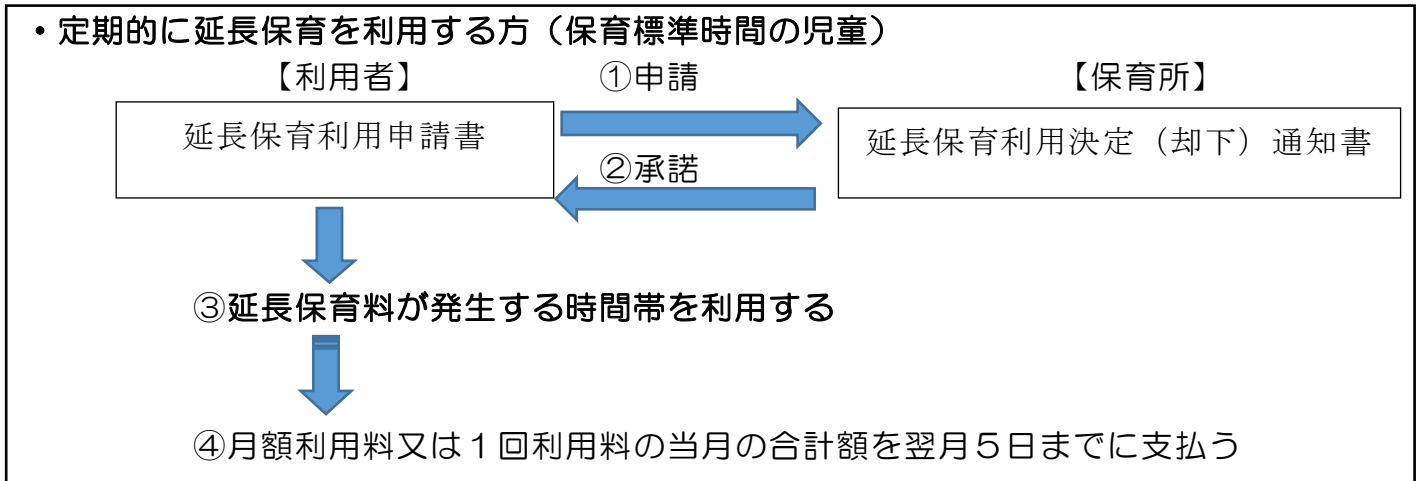 ・定期的に延長保育を利用する方（保育標準時間の児童）
【利用者】 ①申請 【保育所】
延長保育利用申請書
延長保育利用決定（却下）通知書
②承諾
③延長保育料が発生する時間帯を利用する
④月額利用料又は１回利用料の当月の合計額を翌月５日までに支払う